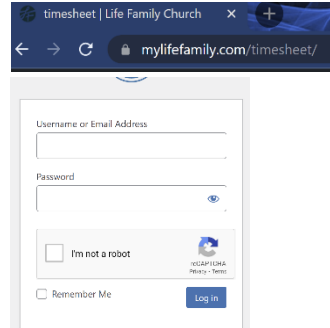 timesheet | Life Family Church
mylifefamily.com/timesheet/
Username or Email Address
Password
I'm not a robot
reCAPTCHA
Privacy - Terms
Remember Me
Log in